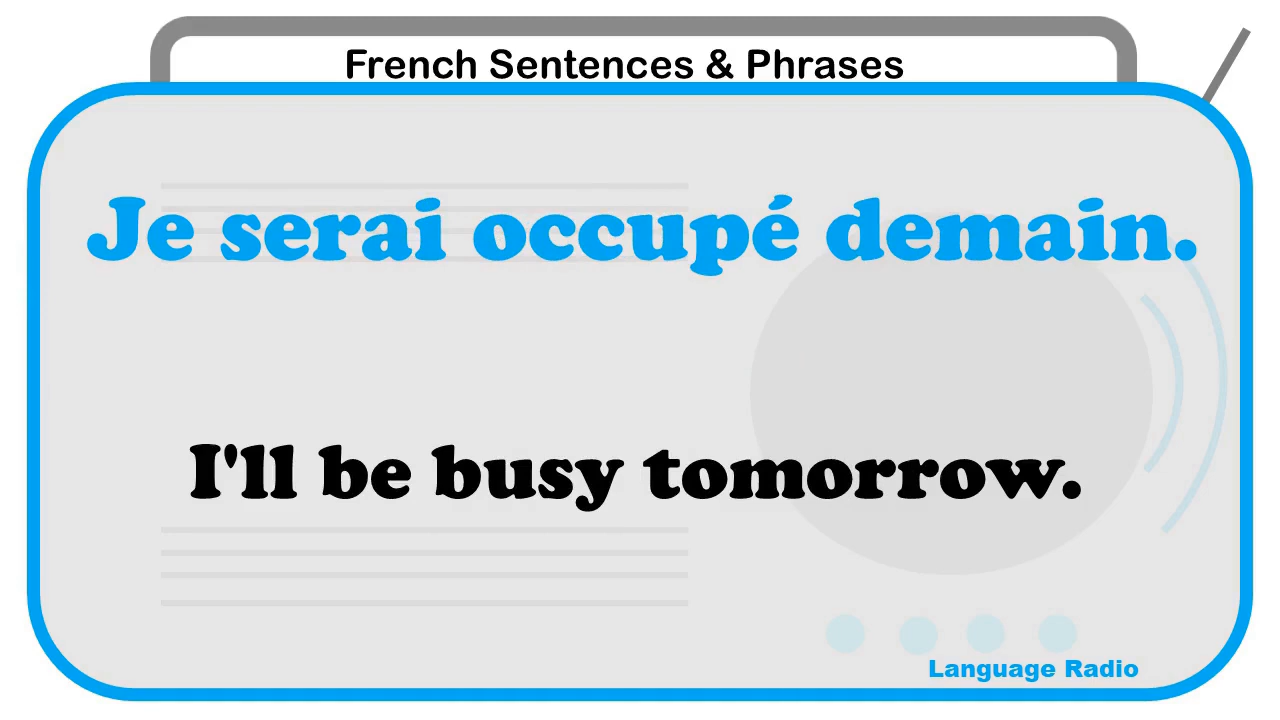 French Sentences & Phrases
Je serai occupé demain.
I'll be busy tomorrow.
Language Radio